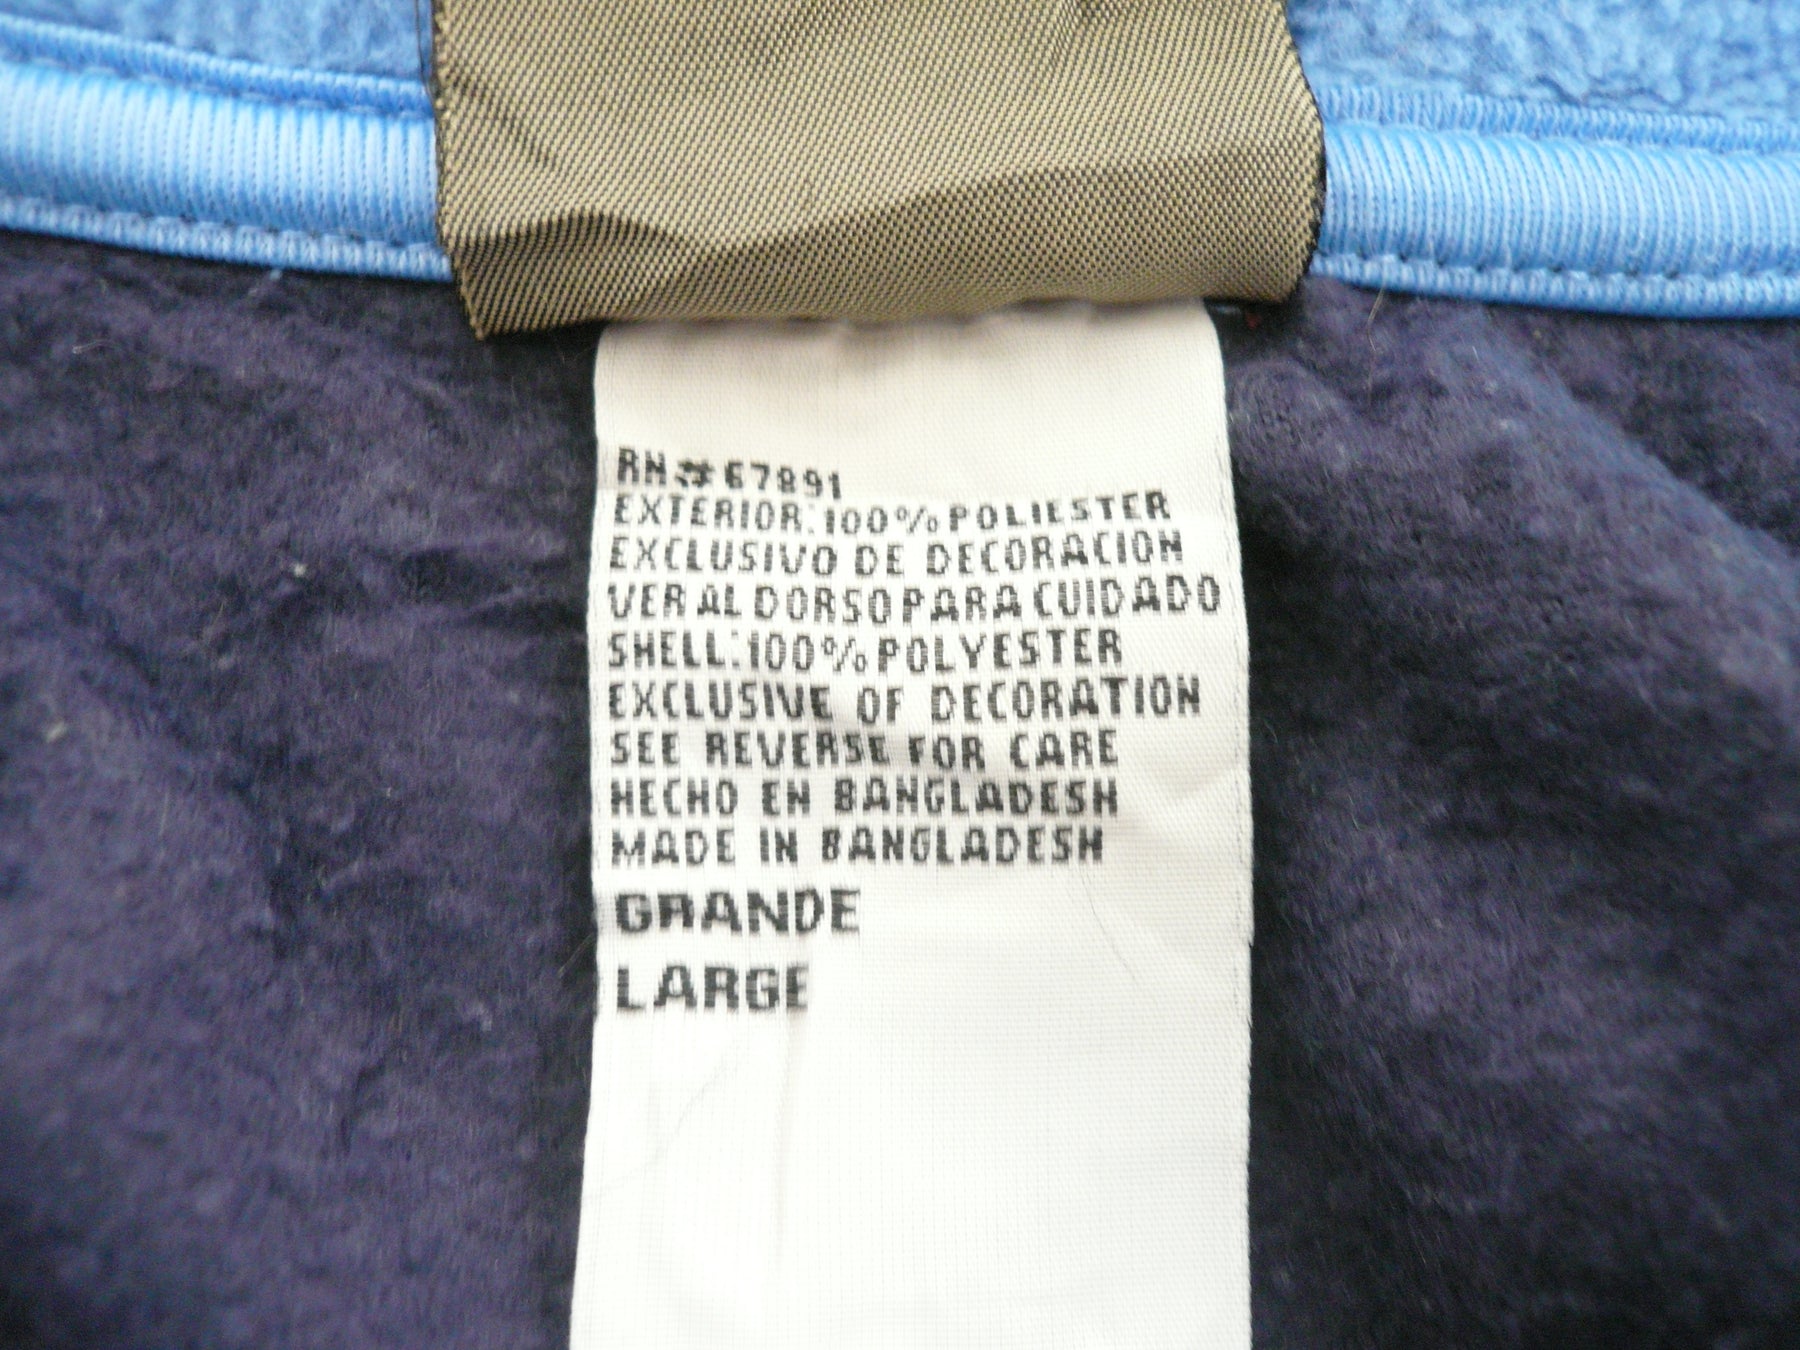 RN#67891
EXTERIOR:100%POLIESTER
EXCLUSIVO DE DECORACION
VER AL DORSO PARA CUIDADO
SHELL:100%POLYESTER
EXCLUSIVE OF DECORATION
SEE REVERSE FOR CARE
HECHO EN BANGLADESH
MADE IN BANGLADESH
GRANDE
LARGE